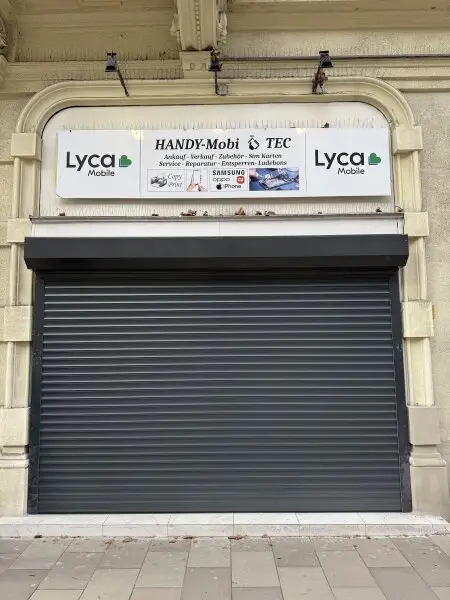 Lyca
Mobile
HANDY-Mobi TEC
Ankauf - Verkauf - Zubehör - Sim Karten
Service - Reparatur - Entsperren - Ladebons
Copy
Print
SAMSUNG
oppo
iPhone
Lyca
Mobile